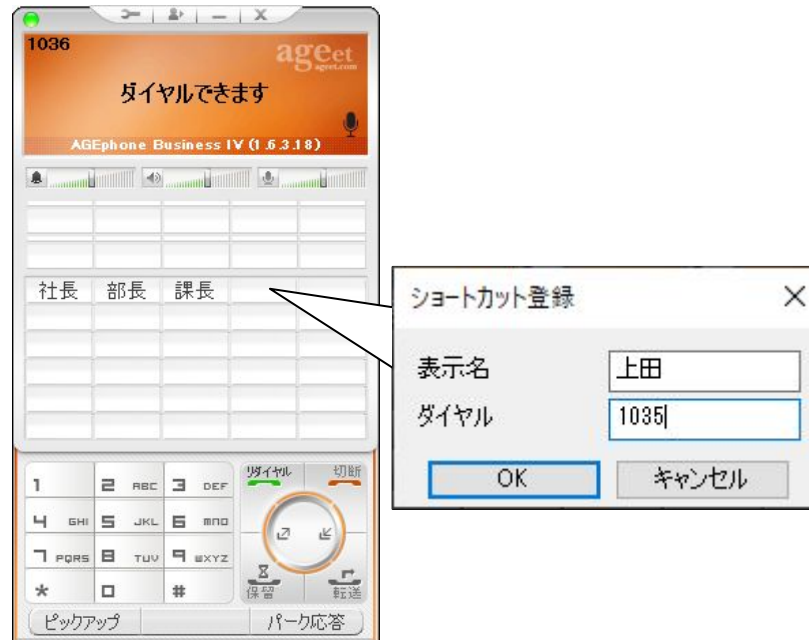 1036
ageet
ageet.com
ダイヤルできます
AGEphone Business IV (1.6.3.18)
社長 部長 課長
ショートカット登録
表示名 上田
ダイヤル 1035
OK キャンセル
リダイヤル 切断
1 2 ABC 3 DEF
4 GHI 5 JKL 6 MNO
7 PQRS 8 TUV 9 WXYZ
* 0 #
保留 転送
ピックアップ パーク応答